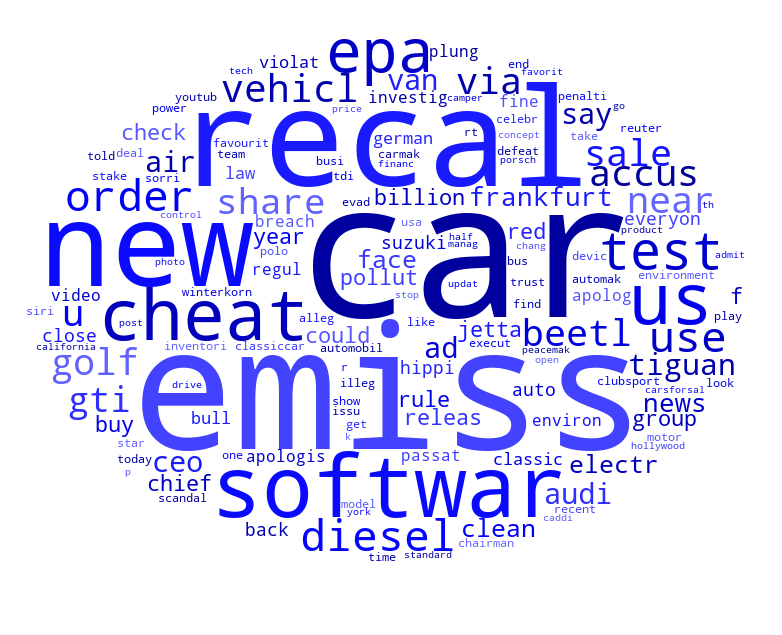 epa
plung
end
violat
tech
favorit
vehicl
van
via
youtub
investig
camper
fine
penalti
power
price
say
go
recal
celebr
check
german
rt
concept
take
reuter
favourit
carmak
defeat
told
deal
air
team
busi
financ
porsch
sale
stake
sorri
law
tdi
accus
order
share
evad
billion
frankfurt
near
th
control
breach
usa
everyon
new
car
year
suzuki
half
red
product
photo
polo
face
manag
chang
test
admit
regul
bus
devic
pollut
trust
automak
environment
winterkorn
updat
find
apolog
us
video
siri
cheat
stop
f
u
post
alleg
like
play
close
could
jetta
beetl
use
california
inventori
classiccar
automobil
ad
execut
peacemak
golf
r
hippi
open
tiguan
drive
illeg
auto
clubsport
look
emiss
carsforsal
gti
show
rule
news
bull
issu
releas
environ
group
buy
get
motor
star
k
hollywood
today
ceo
one
apologis
passat
classic
electr
p
chief
softwar
scandal
model
audi
york
recent
back
diesel
clean
caddi
chairman
time
standard